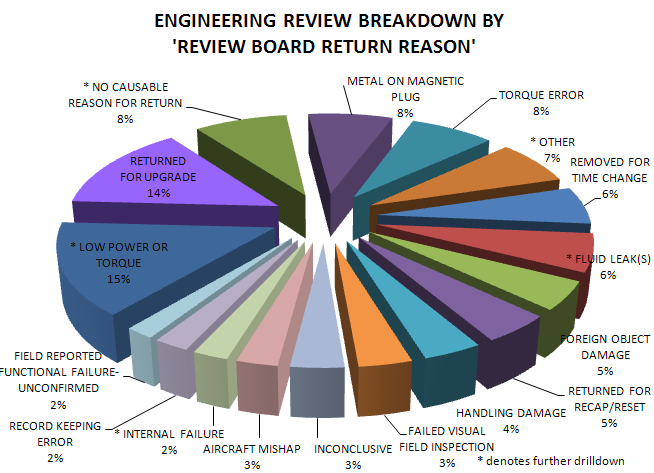 ENGINEERING REVIEW BREAKDOWN BY
'REVIEW BOARD RETURN REASON'
METAL ON MAGNETIC
PLUG
8%
TORQUE ERROR
8%
* OTHER
7%
REMOVED FOR
TIME CHANGE
6%
* FLUID LEAK(S)
6%
FOREIGN OBJECT
DAMAGE
5%
RETURNED FOR
RECAP/RESET
5%
HANDLING DAMAGE
4%
FAILED VISUAL
FIELD INSPECTION
3%
INCONCLUSIVE
3%
AIRCRAFT MISHAP
3%
* INTERNAL FAILURE
2%
RECORD KEEPING
ERROR
2%
FIELD REPORTED
FUNCTIONAL FAILURE-
UNCONFIRMED
2%
* LOW POWER OR
TORQUE
15%
RETURNED
FOR UPGRADE
14%
* NO CAUSABLE
REASON FOR RETURN
8%
* denotes further drilldown